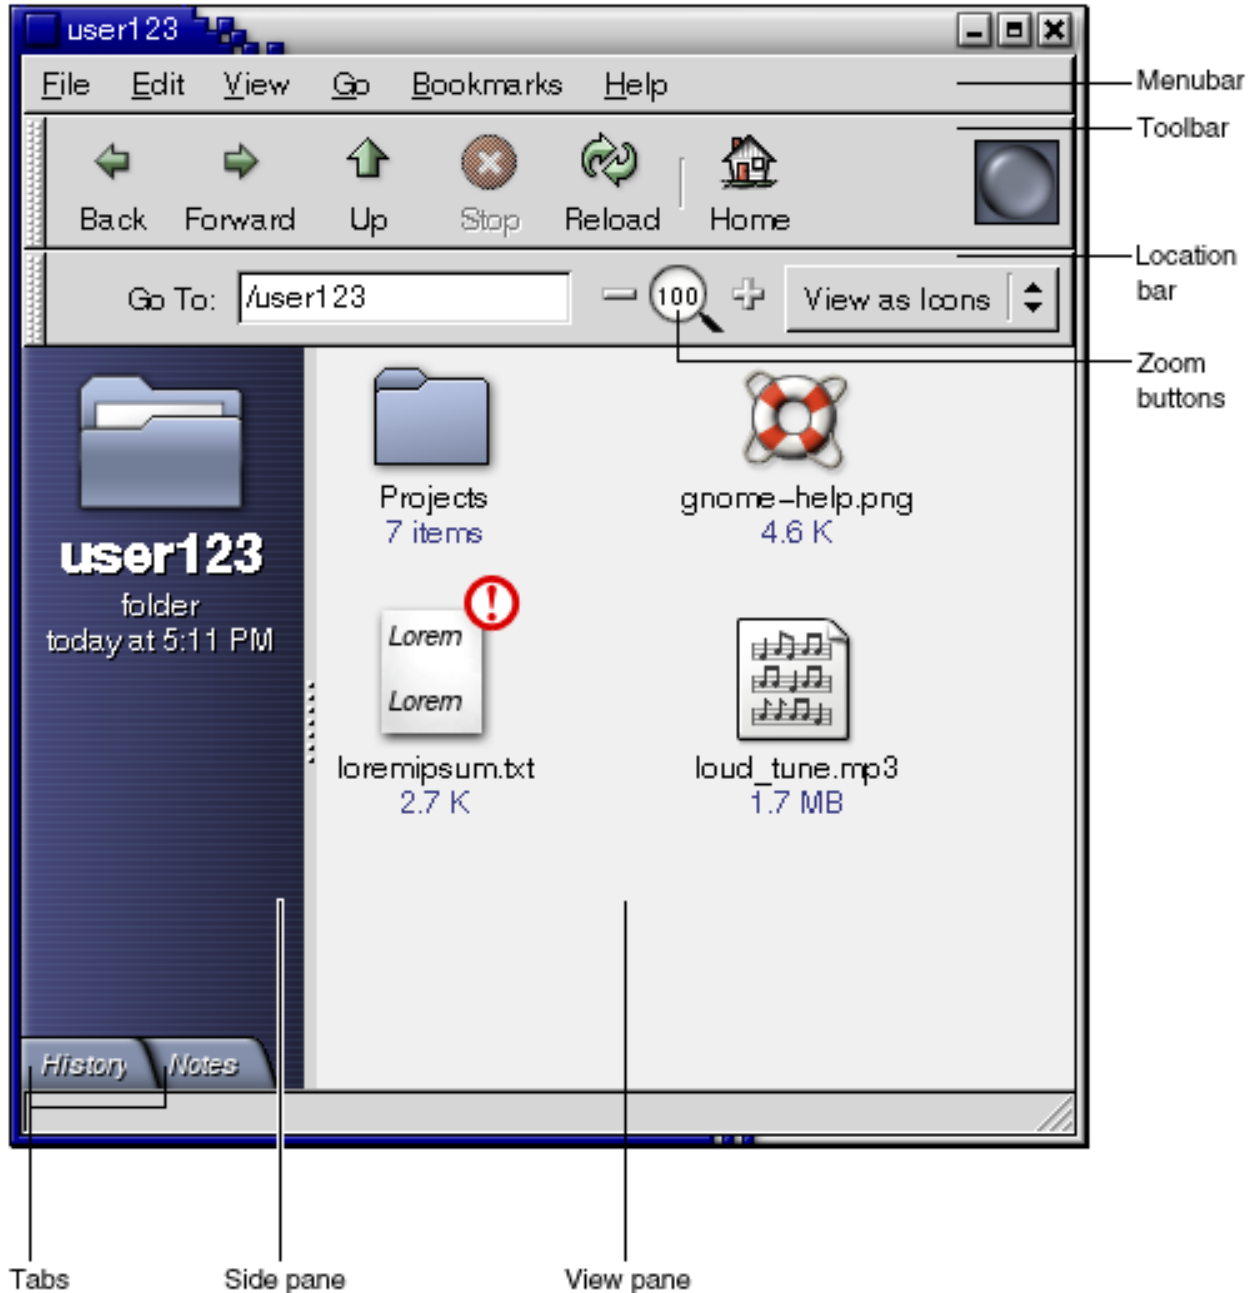 user123
File Edit View Go Bookmarks Help
Menubar
Toolbar
Back Forward Up Stop Reload Home
Location
bar
Go To: /user123 100 View as Icons
Zoom
buttons
user123
folder
today at 5:11 PM
Projects
7 items
gnome-help.png
4.6 K
Lorem
Lorem
loremipsum.txt
2.7 K
loud_tune.mp3
1.7 MB
History Notes
Tabs Side pane View pane